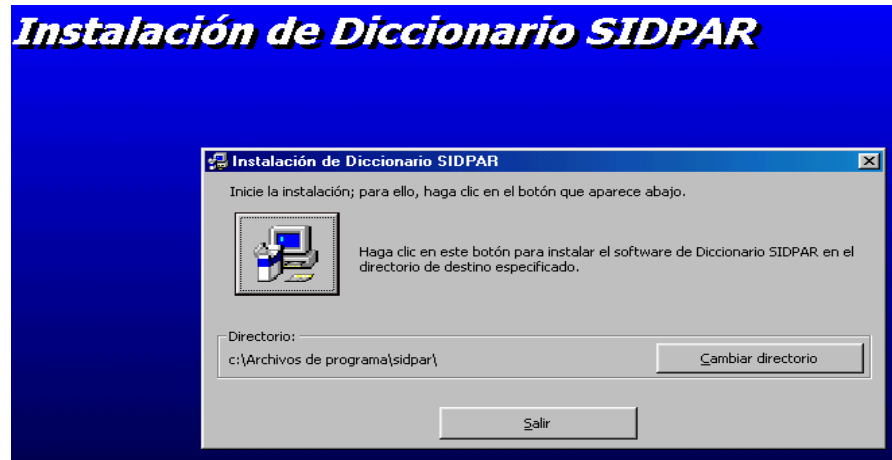 Instalación de Diccionario SIDPAR
Instalación de Diccionario SIDPAR
Inicie la instalación; para ello, haga clic en el botón que aparece abajo.
Haga clic en este botón para instalar el software de Diccionario SIDPAR en el
directorio de destino especificado.
Directorio:
c:\Archivos de programa\sidpar\
Cambiar directorio
Salir